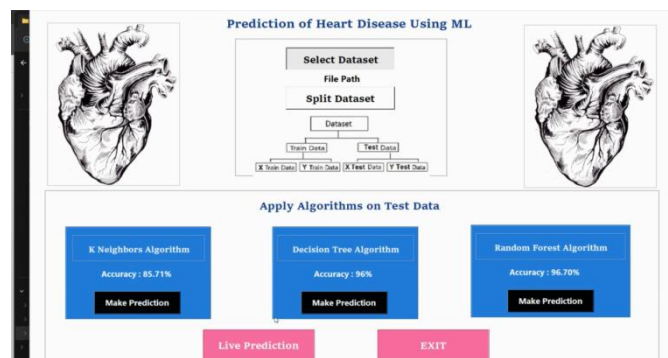 Prediction of Heart Disease Using ML
Select Dataset
File Path
Split Dataset
Dataset
Train Data Test Data
X Train Data Y Train Data X Test Data Y Test Data
Apply Algorithms on Test Data
K Neighbors Algorithm Decision Tree Algorithm Random Forest Algorithm
Accuracy : 85.71% Accuracy : 96% Accuracy : 96.70%
Make Prediction Make Prediction Make Prediction
Live Prediction EXIT